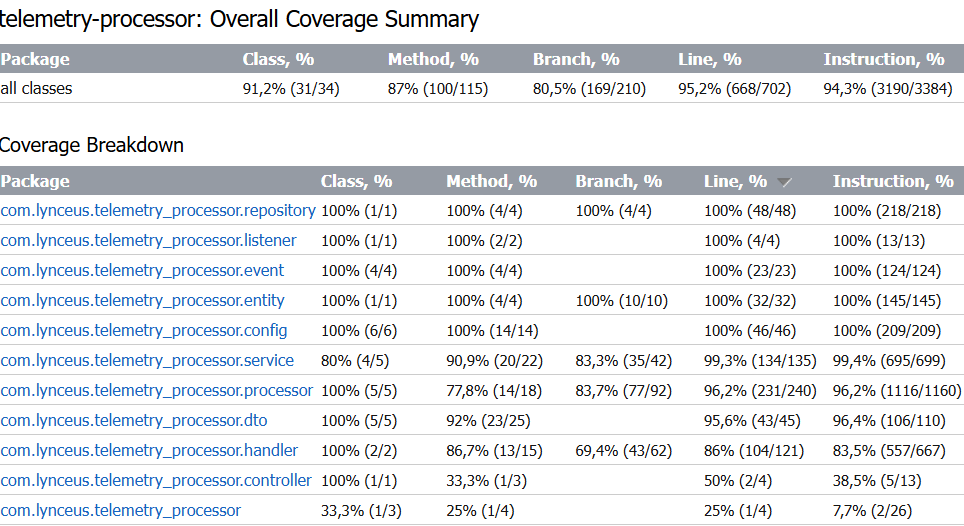 telemetry-processor: Overall Coverage Summary
Package Class, % Method, % Branch, % Line, % Instruction, %
all classes 91,2% (31/34) 87% (100/115) 80,5% (169/210) 95,2% (668/702) 94,3% (3190/3384)
Coverage Breakdown
Package Class, % Method, % Branch, % Line, % Instruction, %
com.lynceus.telemetry_processor.repository 100% (1/1) 100% (4/4) 100% (4/4) 100% (48/48) 100% (218/218)
com.lynceus.telemetry_processor.listener 100% (1/1) 100% (2/2) 100% (4/4) 100% (13/13)
com.lynceus.telemetry_processor.event 100% (4/4) 100% (4/4) 100% (23/23) 100% (124/124)
com.lynceus.telemetry_processor.entity 100% (1/1) 100% (4/4) 100% (10/10) 100% (32/32) 100% (145/145)
com.lynceus.telemetry_processor.config 100% (6/6) 100% (14/14) 100% (46/46) 100% (209/209)
com.lynceus.telemetry_processor.service 80% (4/5) 90,9% (20/22) 83,3% (35/42) 99,3% (134/135) 99,4% (695/699)
com.lynceus.telemetry_processor.processor 100% (5/5) 77,8% (14/18) 83,7% (77/92) 96,2% (231/240) 96,2% (1116/1160)
com.lynceus.telemetry_processor.dto 100% (5/5) 92% (23/25) 95,6% (43/45) 96,4% (106/110)
com.lynceus.telemetry_processor.handler 100% (2/2) 86,7% (13/15) 69,4% (43/62) 86% (104/121) 83,5% (557/667)
com.lynceus.telemetry_processor.controller 100% (1/1) 33,3% (1/3) 50% (2/4) 38,5% (5/13)
com.lynceus.telemetry_processor 33,3% (1/3) 25% (1/4) 25% (1/4) 7,7% (2/26)